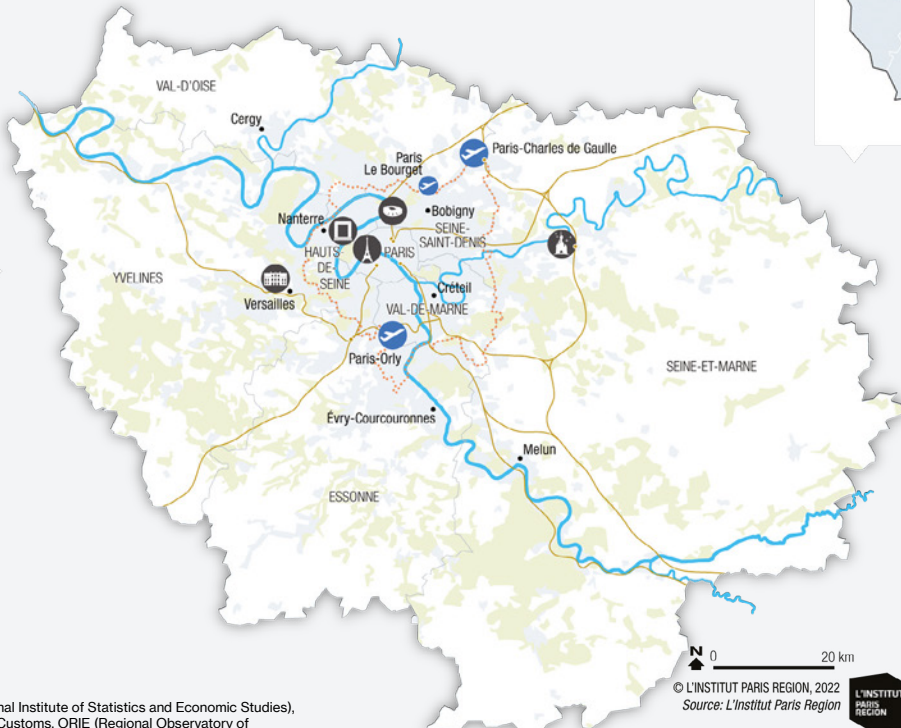 VAL-D'OISE
Cergy
Paris
Le Bourget
Paris-Charles de Gaulle
Nanterre
Bobigny
SEINE-
SAINT-DENIS
HAUTS
DE-
SEINE
PARIS
YVELINES
Versailles
Créteil
VAL-DE-MARNE
Paris-Orly
SEINE-ET-MARNE
Évry-Courcouronnes
Melun
ESSONNE
N
0 20 km
© L'INSTITUT PARIS REGION, 2022
Source: L'Institut Paris Region
L'INSTITUT
PARIS
REGION
nal Institute of Statistics and Economic Studies),
Customs, ORIE (Regional Observatory of